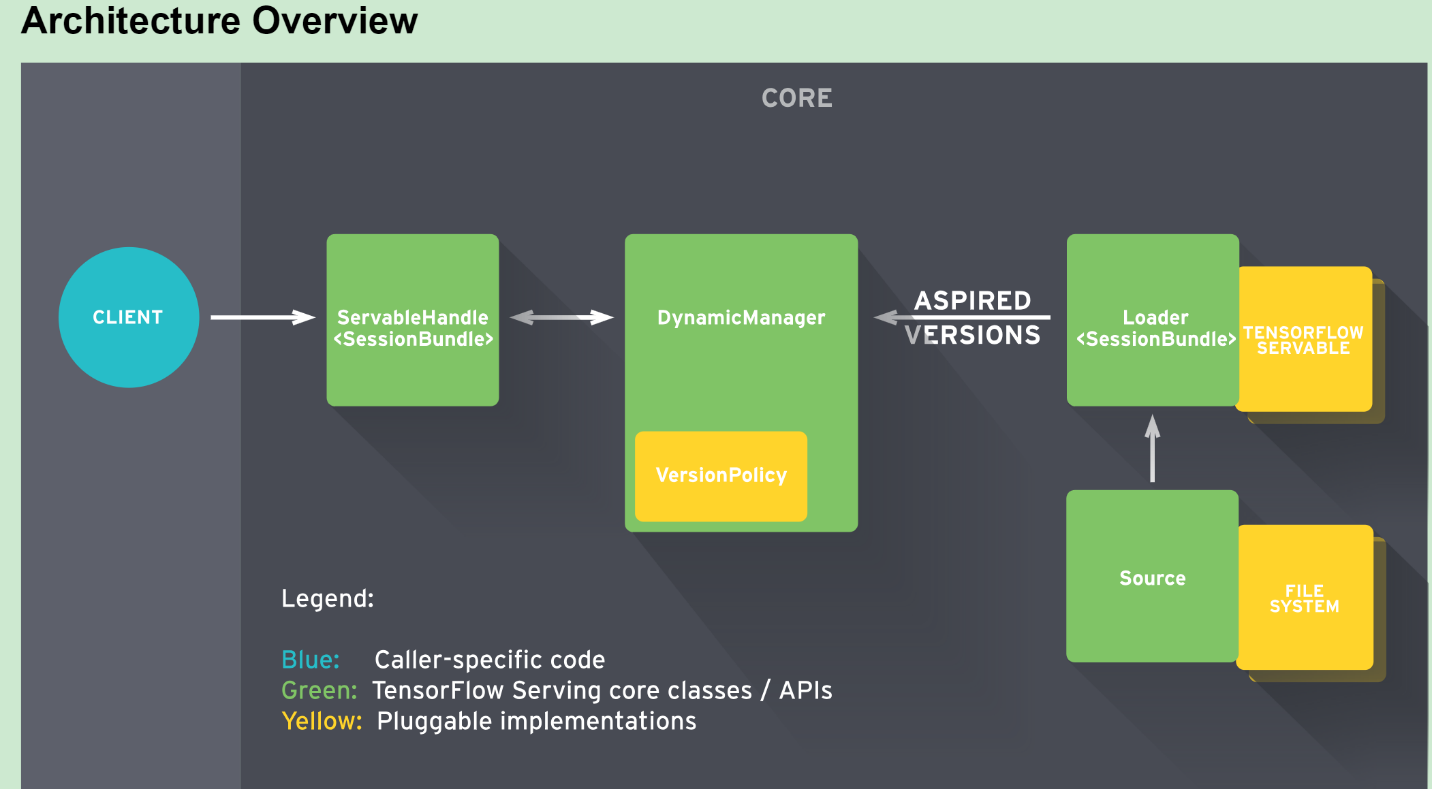 Architecture Overview
CORE
CLIENT
ServableHandle
<SessionBundle>
DynamicManager
VersionPolicy
ASPIRED
VERSIONS
Loader
<SessionBundle>
TENSORFLOW
SERVABLE
Source
FILE
SYSTEM
Legend:
Blue: Caller-specific code
Green: TensorFlow Serving core classes / APIs
Yellow: Pluggable implementations